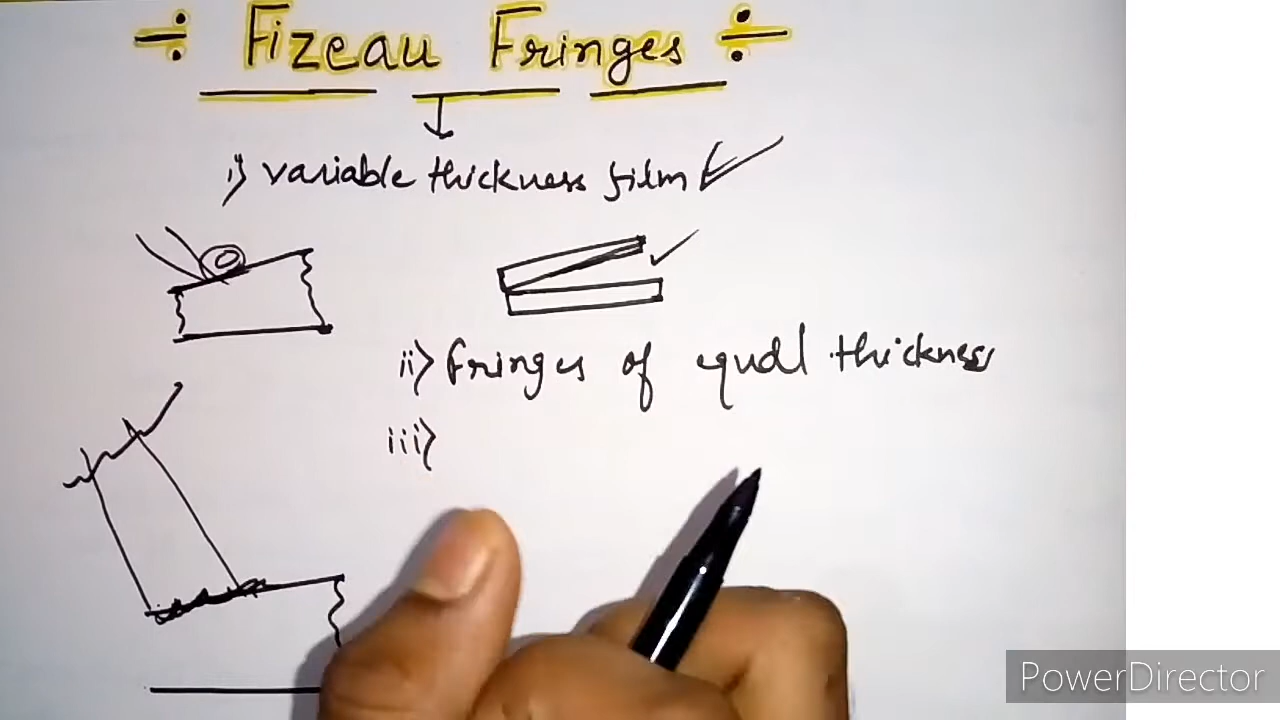 ÷ Fizeau Fringes ÷
i) variable thickness film
ii) fringes of equal thickness
iii)
PowerDirector